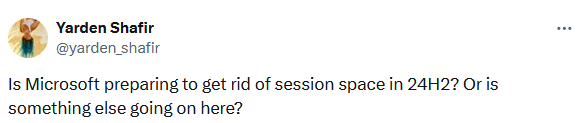 Yarden Shafir
@yarden_shafir
Is Microsoft preparing to get rid of session space in 24H2? Or is
something else going on here?